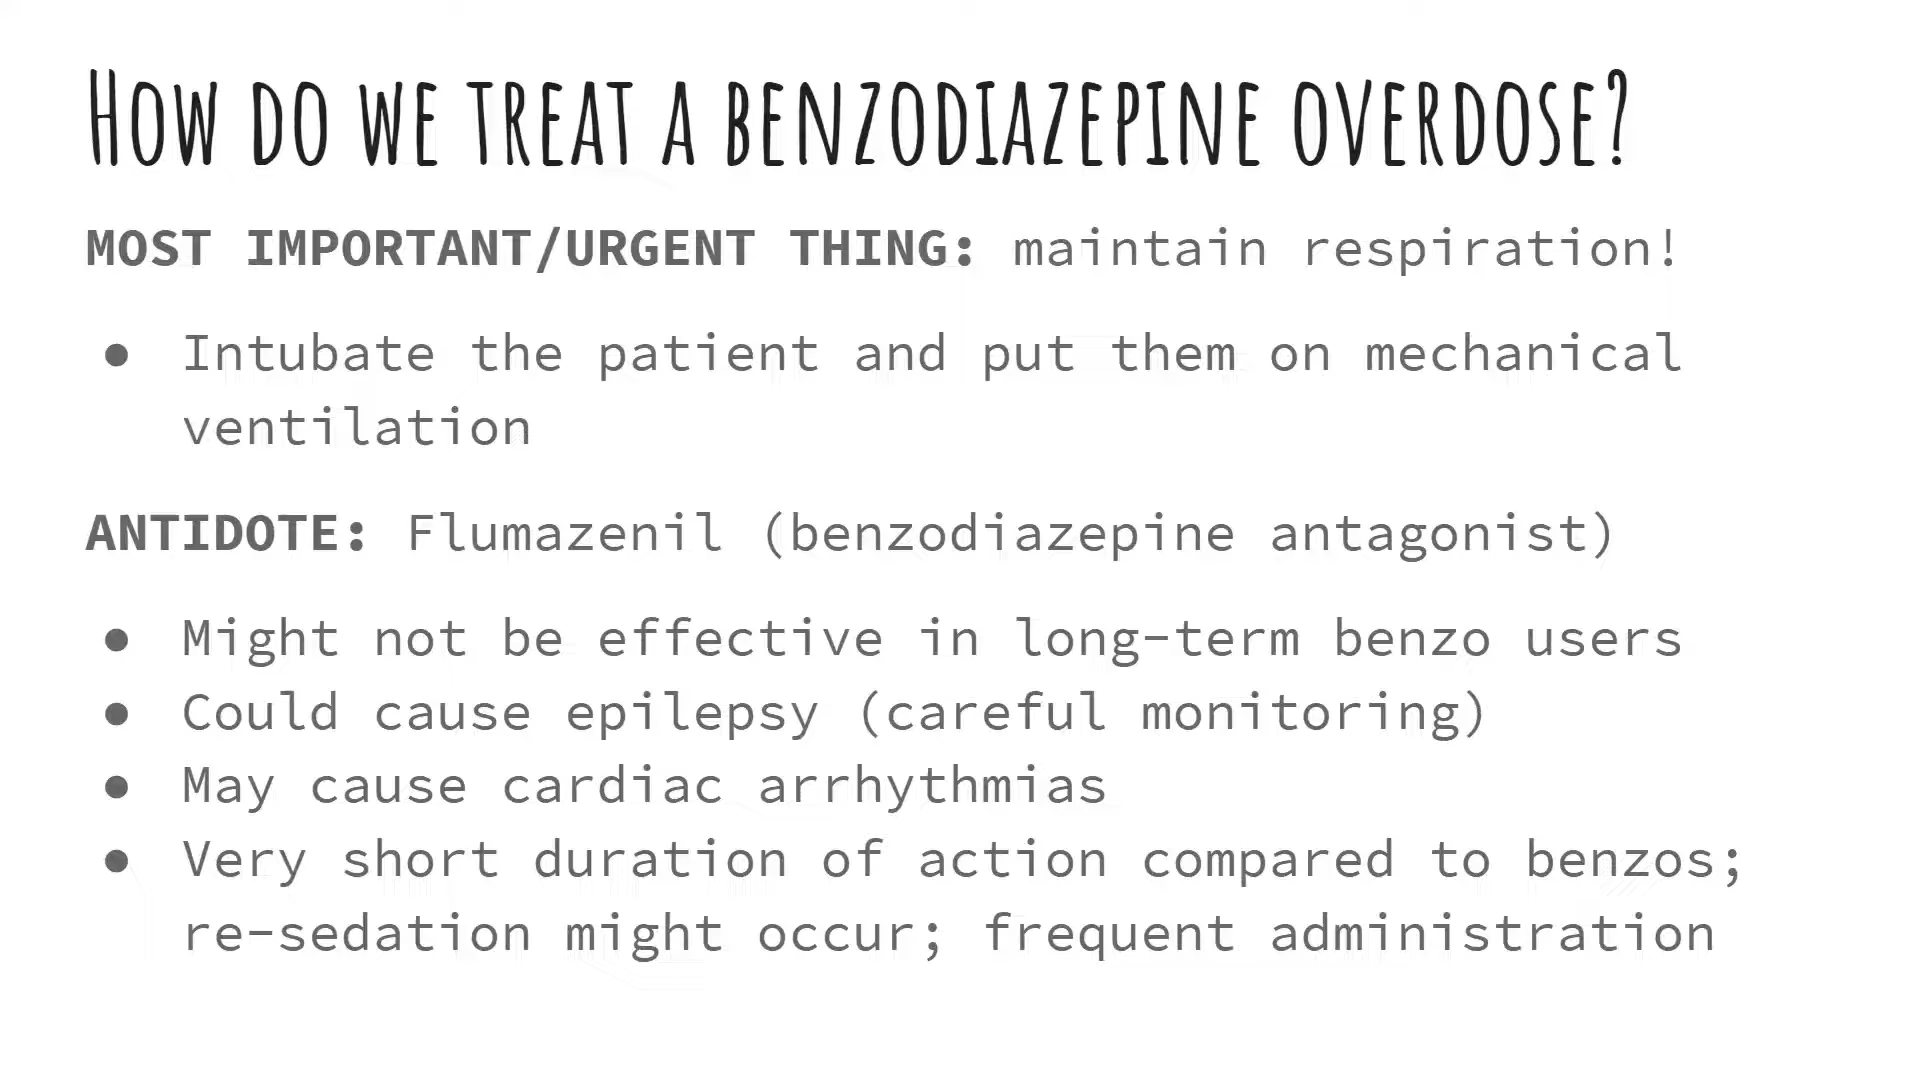 HOW DO WE TREAT A BENZODIAZEPINE OVERDOSE?
MOST IMPORTANT/URGENT THING: maintain respiration!
● Intubate the patient and put them on mechanical
ventilation
ANTIDOTE: Flumazenil (benzodiazepine antagonist)
● Might not be effective in long-term benzo users
● Could cause epilepsy (careful monitoring)
● May cause cardiac arrhythmias
● Very short duration of action compared to benzos;
re-sedation might occur; frequent administration